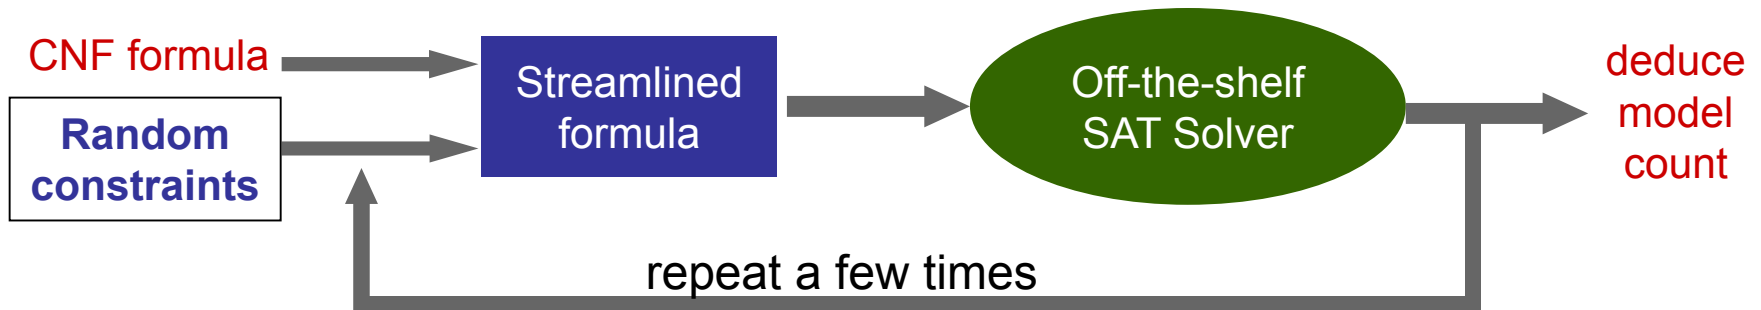 CNF formula
Random
constraints
Streamlined
formula
Off-the-shelf
SAT Solver
deduce
model
count
repeat a few times